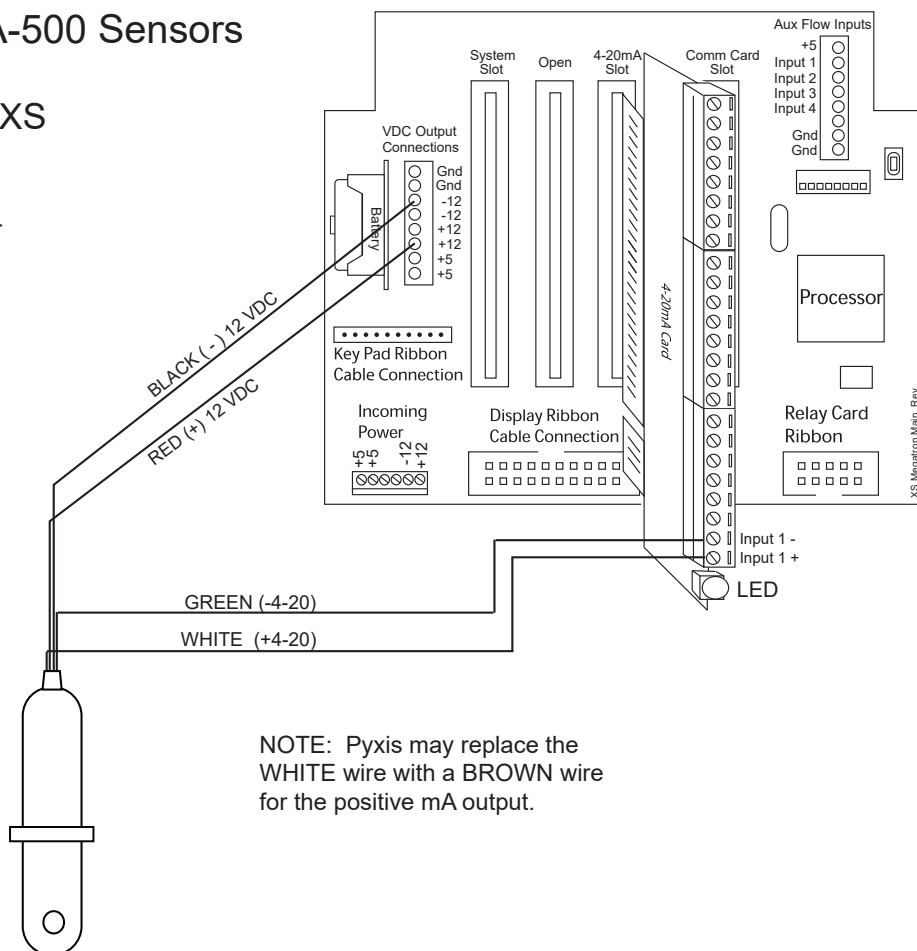 A-500 Sensors
XS
Aux Flow Inputs
+5
Input 1
Input 2
Input 3
Input 4
Gnd
Gnd
System
Slot
Open
4-20mA
Slot
Comm Card
Slot
VDC Output
Connections
Gnd
Gnd
-12
-12
+12
+12
+5
+5
Battery
4-20mA Card
Processor
BLACK ( - ) 12 VDC
RED (+) 12 VDC
Key Pad Ribbon
Cable Connection
Incoming
Power
+5
+5
-12
+12
Display Ribbon
Cable Connection
Relay Card
Ribbon
XS Megatron Main Rev
Input 1 -
Input 1 +
LED
GREEN (-4-20)
WHITE (+4-20)
NOTE: Pyxis may replace the
WHITE wire with a BROWN wire
for the positive mA output.